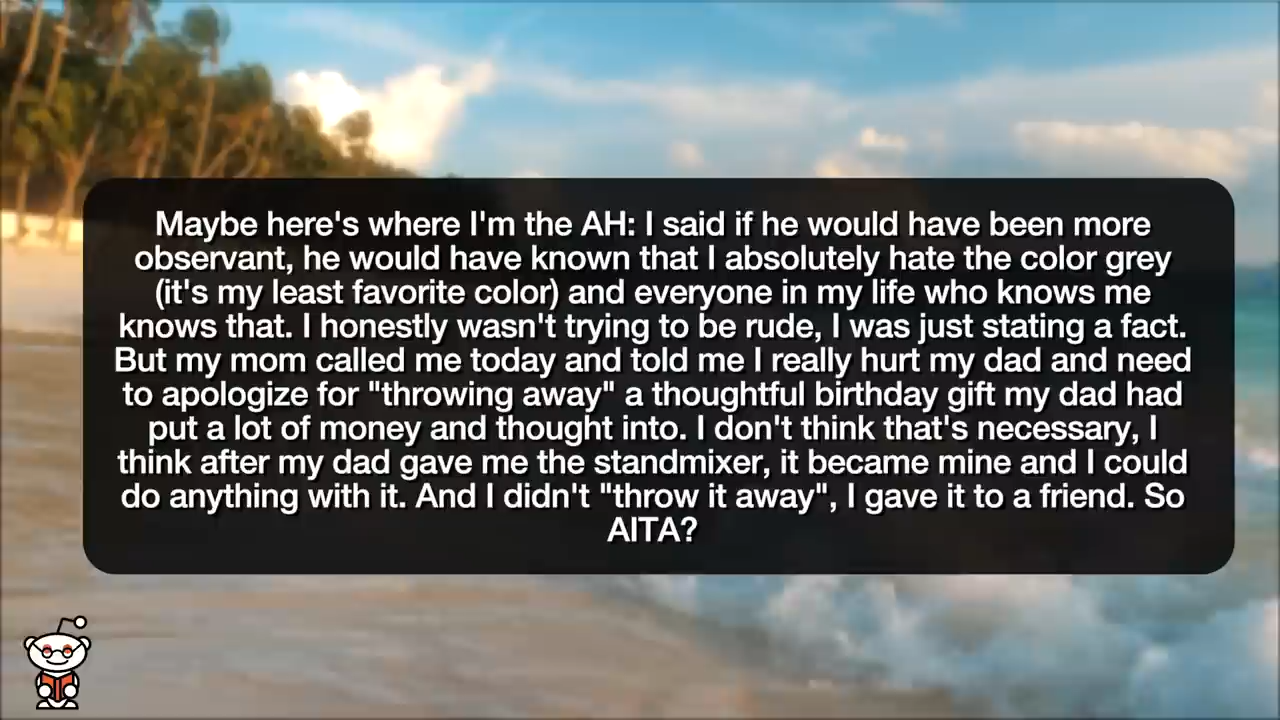 Maybe here's where I'm the AH: I said if he would have been more
observant, he would have known that I absolutely hate the color grey
(it's my least favorite color) and everyone in my life who knows me
knows that. I honestly wasn't trying to be rude, I was just stating a fact.
But my mom called me today and told me I really hurt my dad and need
to apologize for "throwing away" a thoughtful birthday gift my dad had
put a lot of money and thought into. I don't think that's necessary, I
think after my dad gave me the standmixer, it became mine and I could
do anything with it. And I didn't "throw it away", I gave it to a friend. So
AITA?